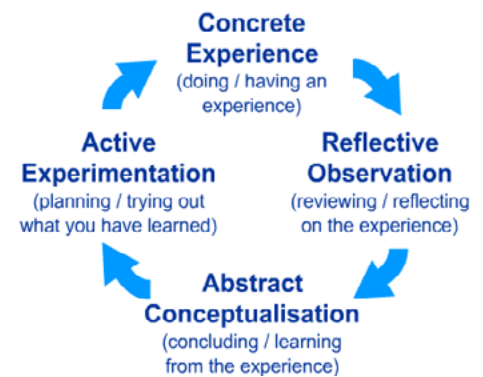 Concrete
Experience
(doing / having an
experience)
Reflective
Observation
(reviewing / reflecting
on the experience)
Abstract
Conceptualisation
(concluding / learning
from the experience)
Active
Experimentation
(planning / trying out
what you have learned)